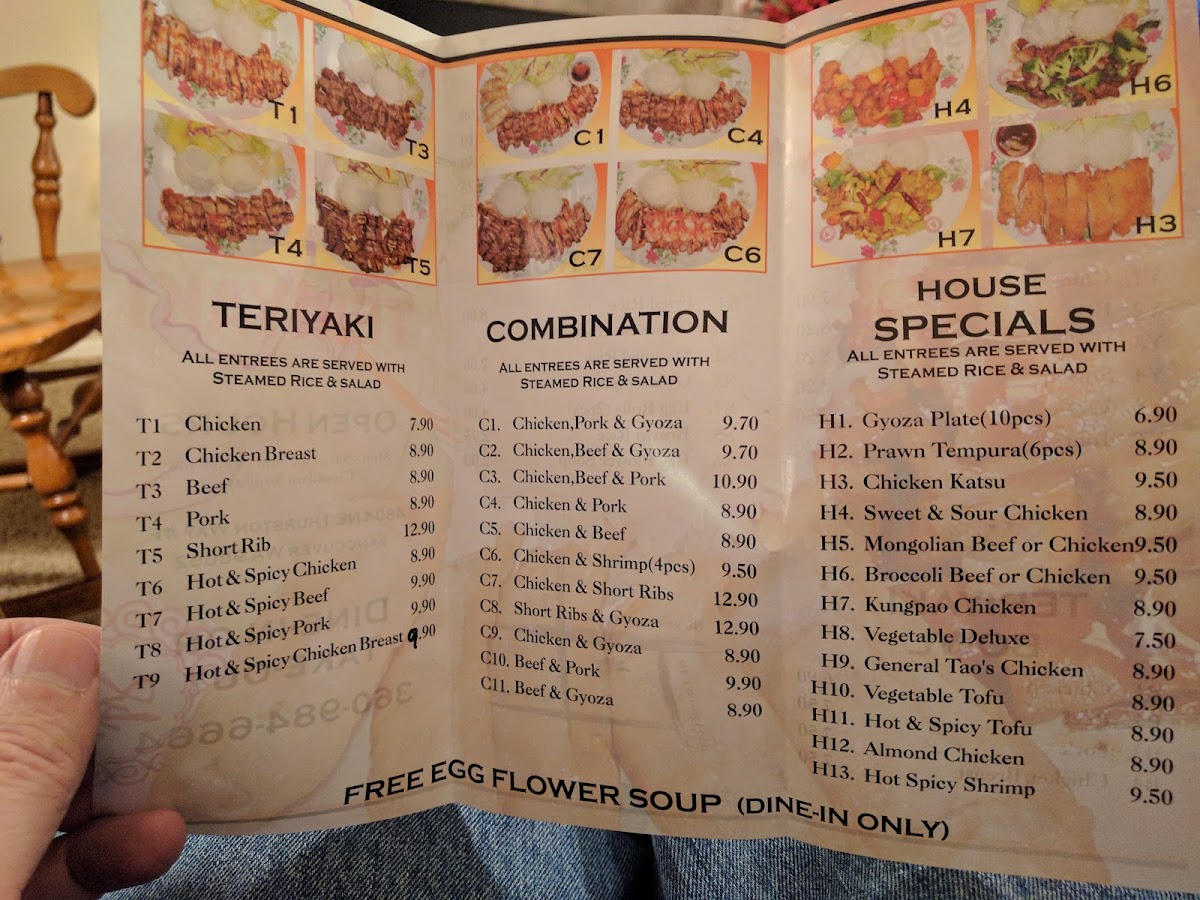 T1
T3
T4
T5
TERIYAKI
ALL ENTREES ARE SERVED WITH
STEAMED RICE & SALAD
T1 Chicken 7.90
T2 Chicken Breast 8.90
T3 Beef 8.90
T4 Pork 8.90
T5 Short Rib 12.90
T6 Hot & Spicy Chicken 8.90
T7 Hot & Spicy Beef 9.90
T8 Hot & Spicy Pork 9.90
T9 Hot & Spicy Chicken Breast 9.90
C1
C4
C7
C6
COMBINATION
ALL ENTREES ARE SERVED WITH
STEAMED RICE & SALAD
C1. Chicken,Pork & Gyoza 9.70
C2. Chicken,Beef & Gyoza 9.70
C3. Chicken,Beef & Pork 10.90
C4. Chicken & Pork 8.90
C5. Chicken & Beef 8.90
C6. Chicken & Shrimp(4pcs) 9.50
C7. Chicken & Short Ribs 12.90
C8. Short Ribs & Gyoza 12.90
C9. Chicken & Gyoza 8.90
C10. Beef & Pork 9.90
C11. Beef & Gyoza 8.90
H4
H6
H7
H3
HOUSE
SPECIALS
ALL ENTREES ARE SERVED WITH
STEAMED RICE & SALAD
H1. Gyoza Plate(10pcs) 6.90
H2. Prawn Tempura(6pcs) 8.90
H3. Chicken Katsu 9.50
H4. Sweet & Sour Chicken 8.90
H5. Mongolian Beef or Chicken 9.50
H6. Broccoli Beef or Chicken 9.50
H7. Kungpao Chicken 8.90
H8. Vegetable Deluxe 7.50
H9. General Tao's Chicken 8.90
H10. Vegetable Tofu 8.90
H11. Hot & Spicy Tofu 8.90
H12. Almond Chicken 8.90
H13. Hot Spicy Shrimp 9.50
FREE EGG FLOWER SOUP (DINE-IN ONLY)